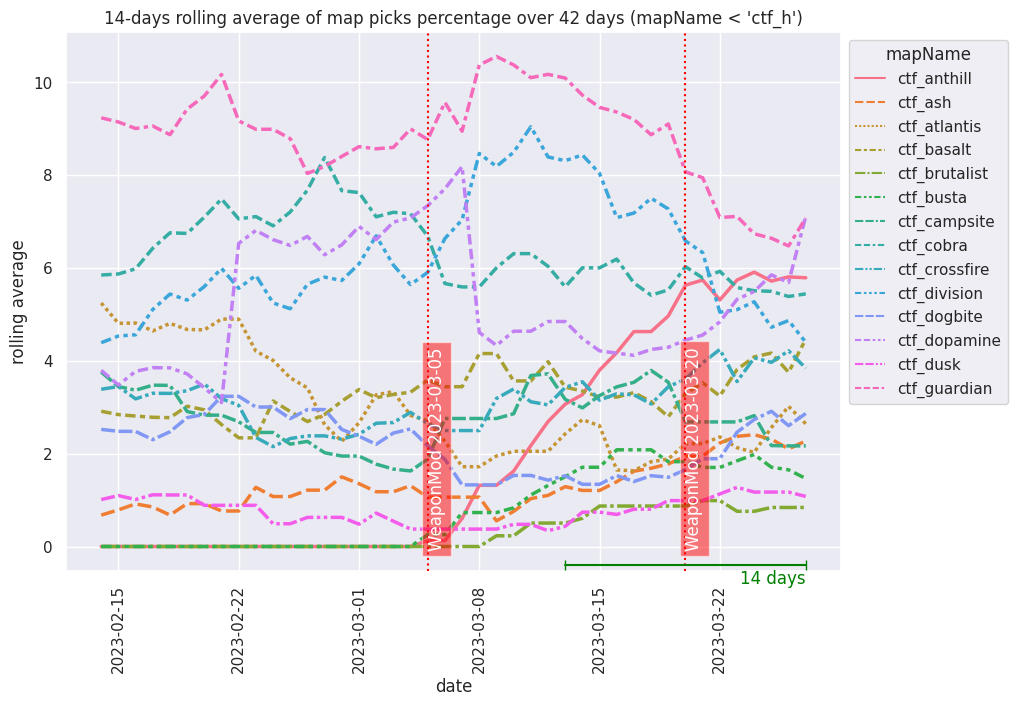 14-days rolling average of map picks percentage over 42 days (mapName < 'ctf_h')
rolling average
10
8
6
4
2
0
WeaponMod 2023-03-05
WeaponMod 2023-03-20
14 days
2023-02-15
2023-02-22
2023-03-01
2023-03-08
2023-03-15
2023-03-22
date
mapName
ctf_anthill
ctf_ash
ctf_atlantis
ctf_basalt
ctf_brutalist
ctf_busta
ctf_campsite
ctf_cobra
ctf_crossfire
ctf_division
ctf_dogbite
ctf_dopamine
ctf_dusk
ctf_guardian